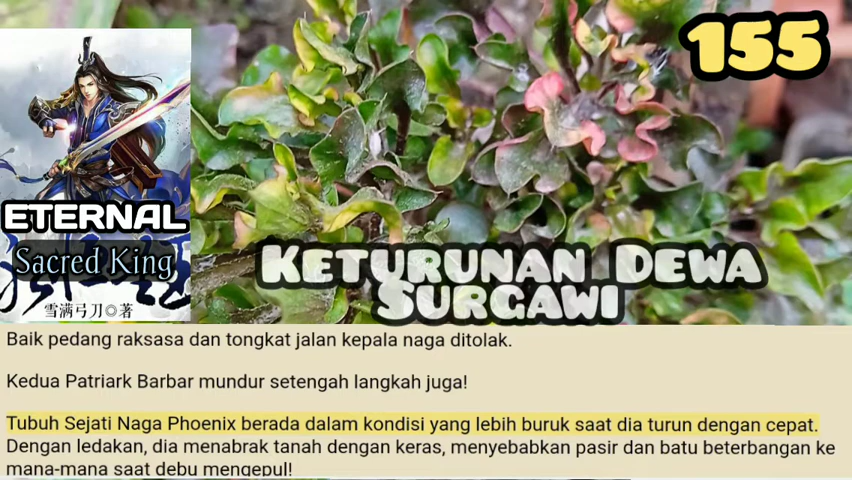 155
ETERNAL
Sacred King
雪满弓刀◎著
KETURUNAN DEWA
SURGAWI
Baik pedang raksasa dan tongkat jalan kepala naga ditolak.
Kedua Patriark Barbar mundur setengah langkah juga!
Tubuh Sejati Naga Phoenix berada dalam kondisi yang lebih buruk saat dia turun dengan cepat.
Dengan ledakan, dia menabrak tanah dengan keras, menyebabkan pasir dan batu beterbangan ke
mana-mana saat debu mengepul!